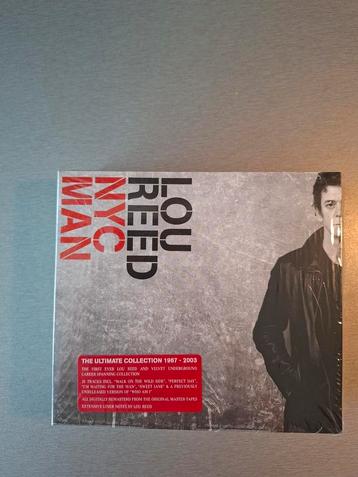 LOU
REED
NYC
MAN
THE ULTIMATE COLLECTION 1967 - 2003
THE FIRST EVER LOU REED AND VELVET UNDERGROUND
CAREER SPANNING COLLECTION
31 TRACKS INCL. "WALK ON THE WILD SIDE", "PERFECT DAY",
"I'M WAITING FOR THE MAN", "SWEET JANE" & A PREVIOUSLY
UNRELEASED VERSION OF "WHO AM I"
ALL DIGITALLY REMASTERED FROM THE ORIGINAL MASTER TAPES
EXTENSIVE LINER NOTES BY LOU REED